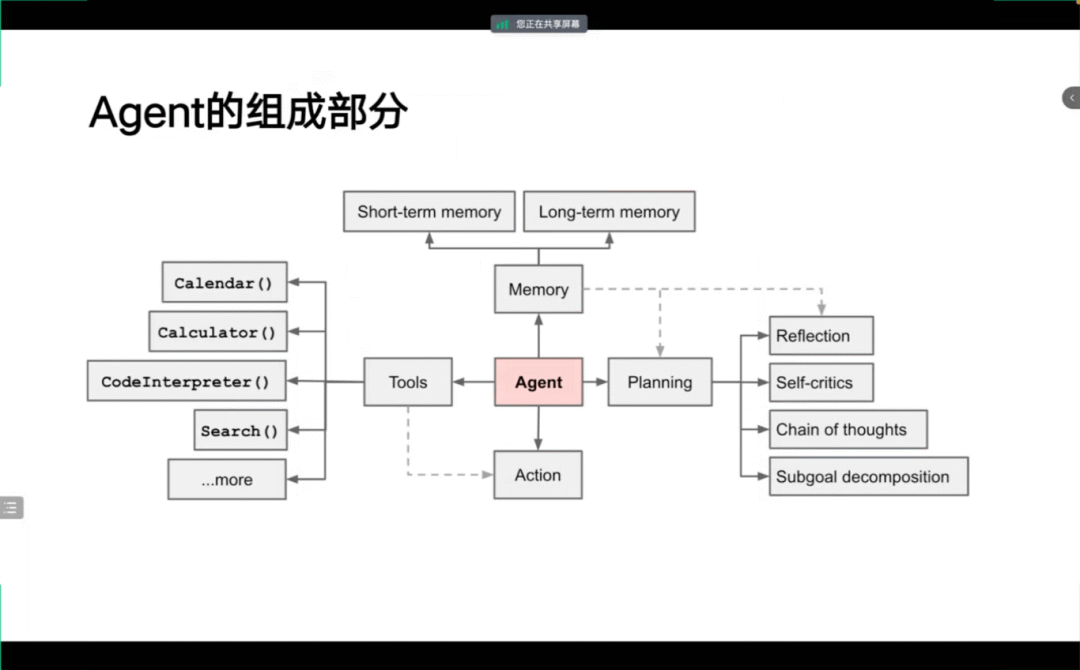 您正在共享屏幕
Agent的组成部分
Short-term memory
Long-term memory
Calendar()
Memory
Calculator()
Reflection
CodeInterpreter()
Tools
Agent
Planning
Self-critics
Search()
Chain of thoughts
...more
Action
Subgoal decomposition